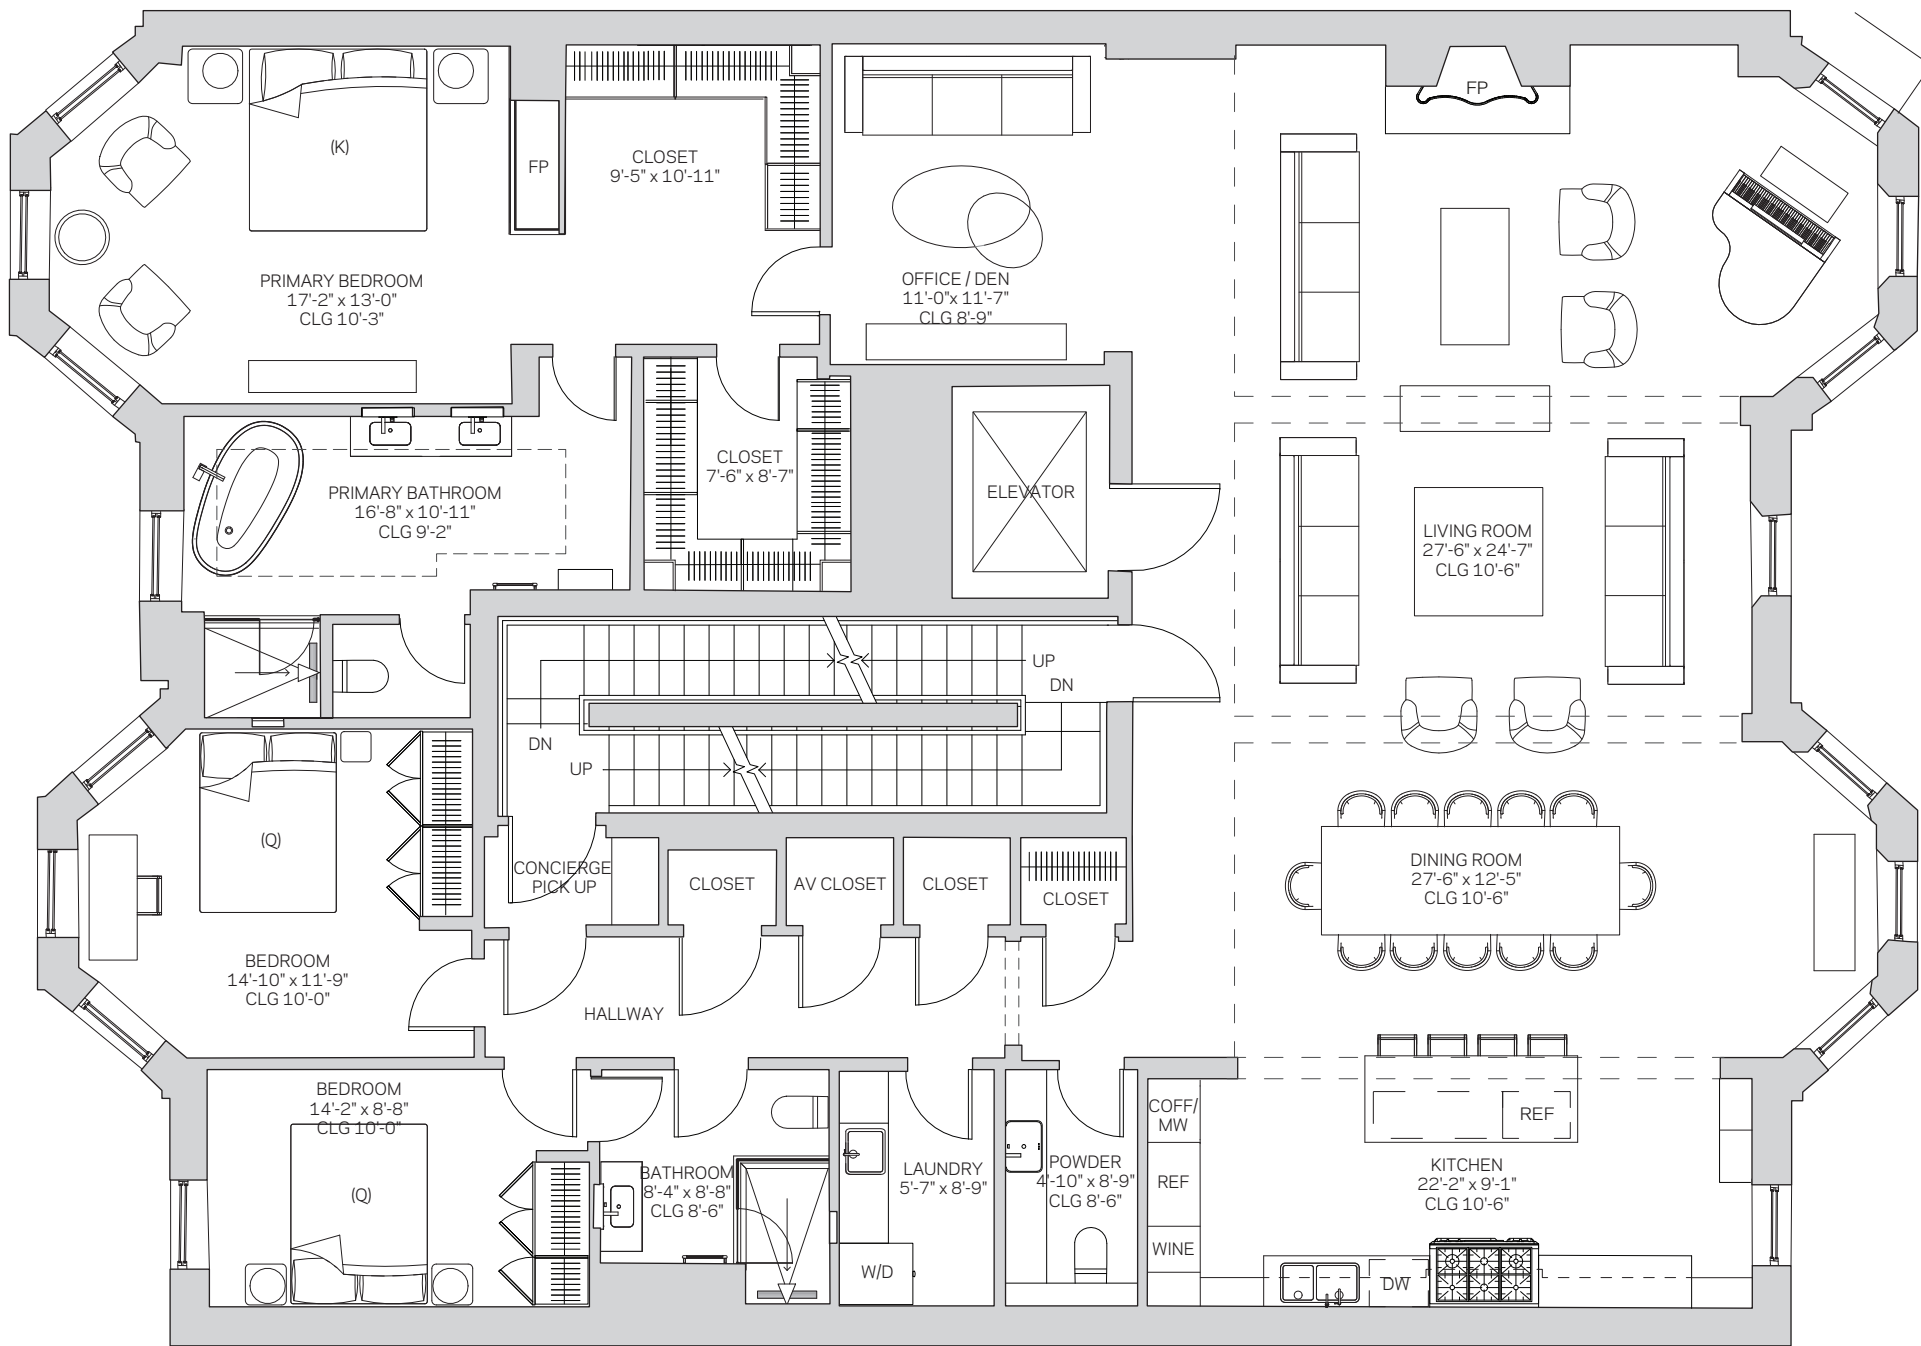 FP
(K)
FP
CLOSET
9'-5" x 10'-11"
PRIMARY BEDROOM
17'-2" x 13'-0"
CLG 10'-3"
OFFICE / DEN
11'-0"x 11'-7"
CLG 8'-9"
CLOSET
7'-6" x 8'-7"
PRIMARY BATHROOM
16'-8" x 10'-11"
CLG 9'-2"
ELEVATOR
LIVING ROOM
27'-6" x 24'-7"
CLG 10'-6"
UP
DN
DN
UP
(Q)
CONCIERGE
PICK UP
CLOSET
AV CLOSET
CLOSET
CLOSET
DINING ROOM
27'-6" x 12'-5"
CLG 10'-6"
BEDROOM
14'-10" x 11'-9"
CLG 10'-0"
HALLWAY
BEDROOM
14'-2" x 8'-8"
CLG 10'-0"
(Q)
BATHROOM
8'-4" x 8'-8"
CLG 8'-6"
LAUNDRY
5'-7" x 8'-9"
W/D
POWDER
4'-10" x 8'-9"
CLG 8'-6"
COFF/
MW
REF
WINE
REF
KITCHEN
22'-2" x 9'-1"
CLG 10'-6"
DW